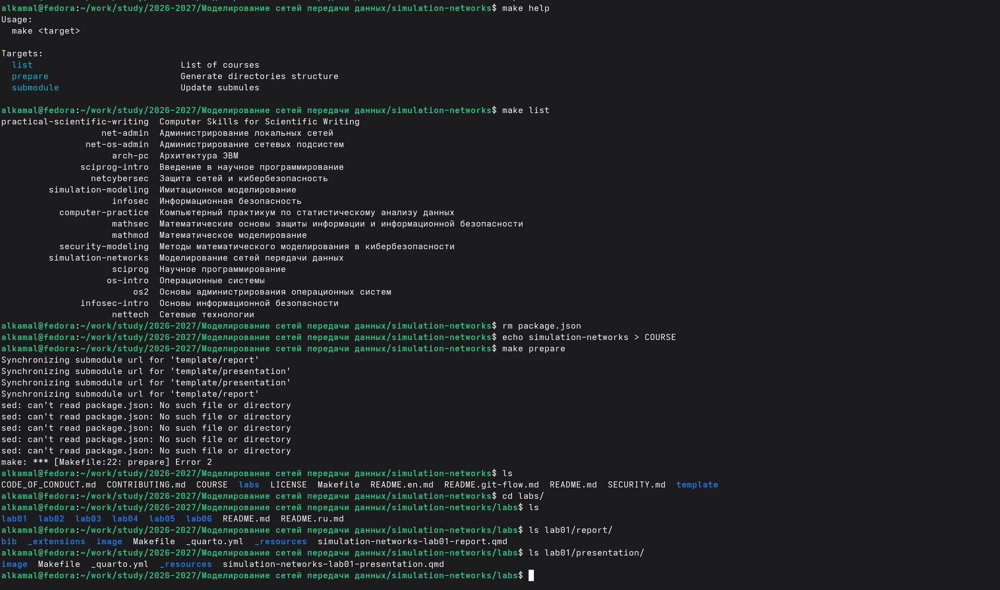 alkamal@fedora:~/work/study/2026-2027/Моделирование сетей передачи данных/simulation-networks$ make help
Usage:
  make <target>

Targets:
  list                            List of courses
  prepare                         Generate directories structure
  submodule                       Update submules

alkamal@fedora:~/work/study/2026-2027/Моделирование сетей передачи данных/simulation-networks$ make list
practical-scientific-writing  Computer Skills for Scientific Writing
                   net-admin  Администрирование локальных сетей
                net-os-admin  Администрирование сетевых подсистем
                     arch-pc  Архитектура ЭВМ
               sciprog-intro  Введение в научное программирование
                 netcybersec  Защита сетей и кибербезопасность
         simulation-modeling  Имитационное моделирование
                     infosec  Информационная безопасность
           computer-practice  Компьютерный практикум по статистическому анализу данных
                     mathsec  Математические основы защиты информации и информационной безопасности
                     mathmod  Математическое моделирование
           security-modeling  Методы математического моделирования в кибербезопасности
         simulation-networks  Моделирование сетей передачи данных
                     sciprog  Научное программирование
                    os-intro  Операционные системы
                         os2  Основы администрирования операционных систем
               infosec-intro  Основы информационной безопасности
                     nettech  Сетевые технологии
alkamal@fedora:~/work/study/2026-2027/Моделирование сетей передачи данных/simulation-networks$ rm package.json
alkamal@fedora:~/work/study/2026-2027/Моделирование сетей передачи данных/simulation-networks$ echo simulation-networks > COURSE
alkamal@fedora:~/work/study/2026-2027/Моделирование сетей передачи данных/simulation-networks$ make prepare
Synchronizing submodule url for 'template/report'
Synchronizing submodule url for 'template/presentation'
Synchronizing submodule url for 'template/presentation'
Synchronizing submodule url for 'template/report'
sed: can't read package.json: No such file or directory
sed: can't read package.json: No such file or directory
sed: can't read package.json: No such file or directory
sed: can't read package.json: No such file or directory
sed: can't read package.json: No such file or directory
make: *** [Makefile:22: prepare] Error 2
alkamal@fedora:~/work/study/2026-2027/Моделирование сетей передачи данных/simulation-networks$ ls
CODE_OF_CONDUCT.md  CONTRIBUTING.md  COURSE  labs  LICENSE  Makefile  README.en.md  README.git-flow.md  README.md  SECURITY.md  template
alkamal@fedora:~/work/study/2026-2027/Моделирование сетей передачи данных/simulation-networks$ cd labs/
alkamal@fedora:~/work/study/2026-2027/Моделирование сетей передачи данных/simulation-networks/labs$ ls
lab01  lab02  lab03  lab04  lab05  lab06  README.md  README.ru.md
alkamal@fedora:~/work/study/2026-2027/Моделирование сетей передачи данных/simulation-networks/labs$ ls lab01/report/
bib  _extensions  image  Makefile  _quarto.yml  _resources  simulation-networks-lab01-report.qmd
alkamal@fedora:~/work/study/2026-2027/Моделирование сетей передачи данных/simulation-networks/labs$ ls lab01/presentation/
image  Makefile  _quarto.yml  _resources  simulation-networks-lab01-presentation.qmd
alkamal@fedora:~/work/study/2026-2027/Моделирование сетей передачи данных/simulation-networks/labs$